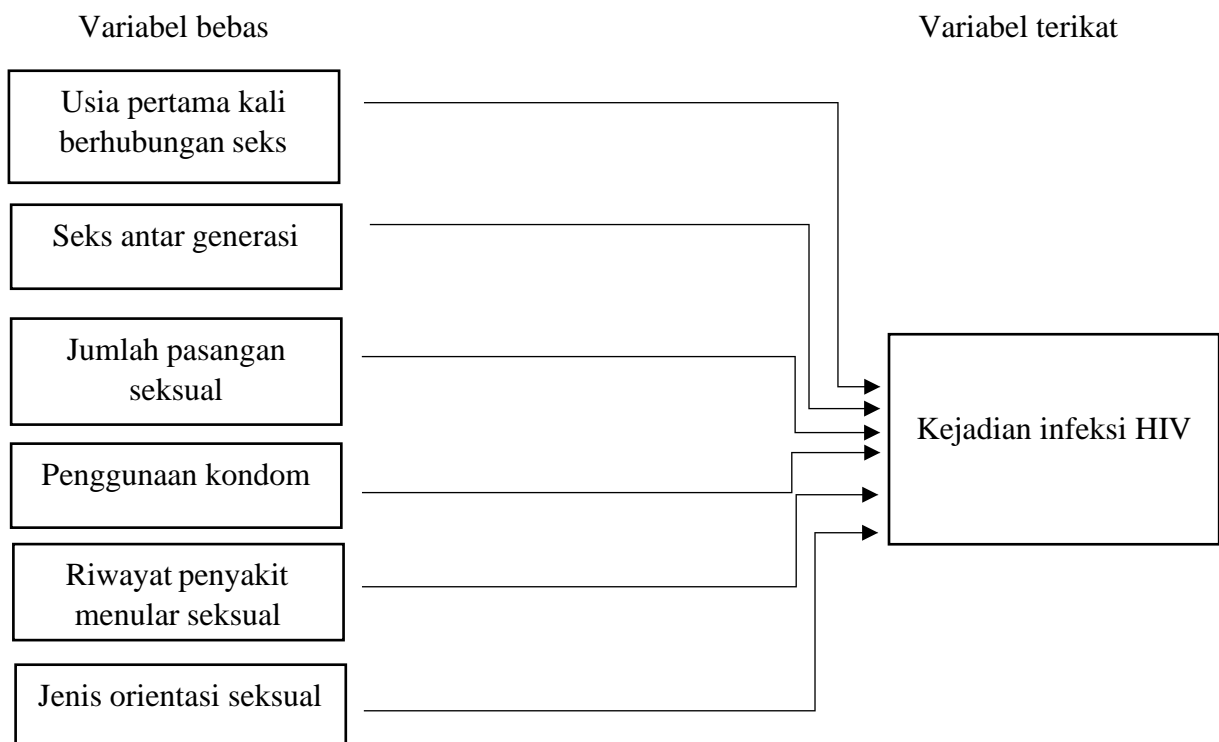 Variabel bebas
Variabel terikat
Usia pertama kali
berhubungan seks
Seks antar generasi
Jumlah pasangan
seksual
Penggunaan kondom
Riwayat penyakit
menular seksual
Jenis orientasi seksual
Kejadian infeksi HIV